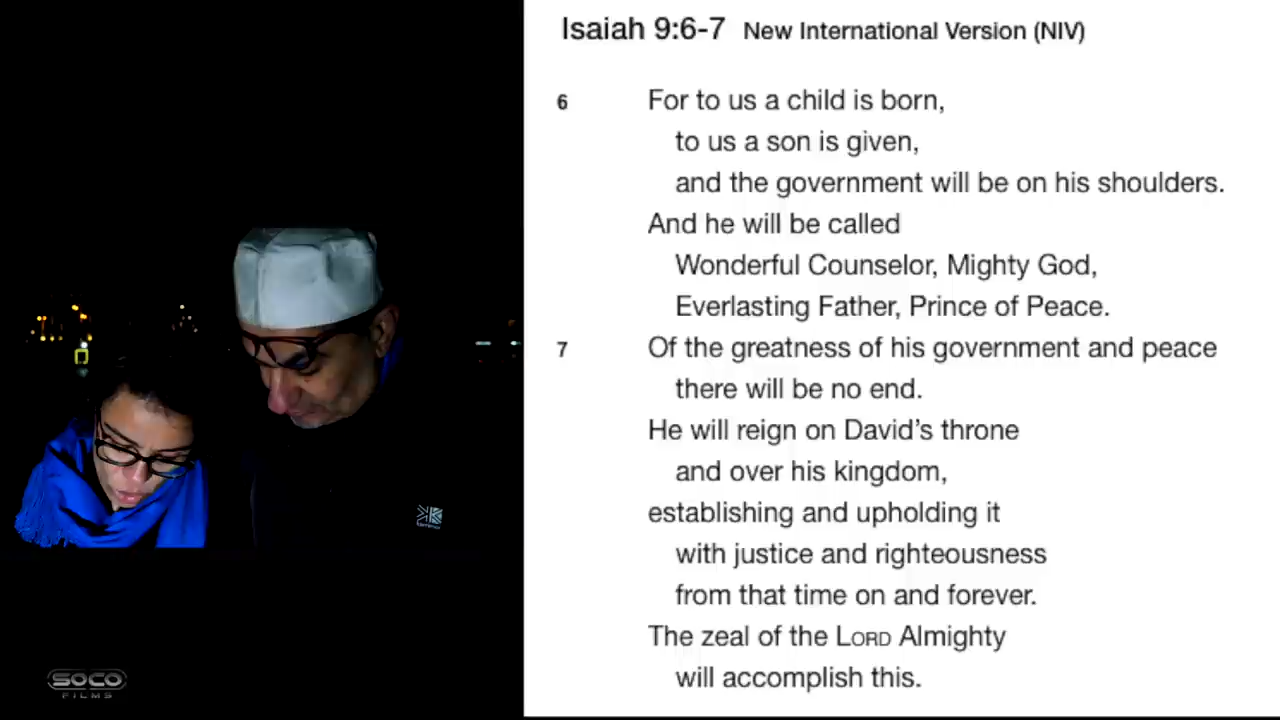 Isaiah 9:6-7 New International Version (NIV)
6 For to us a child is born,
to us a son is given,
and the government will be on his shoulders.
And he will be called
Wonderful Counselor, Mighty God,
Everlasting Father, Prince of Peace.
7 Of the greatness of his government and peace
there will be no end.
He will reign on David’s throne
and over his kingdom,
establishing and upholding it
with justice and righteousness
from that time on and forever.
The zeal of the LORD Almighty
will accomplish this.
SOCO
FILMS